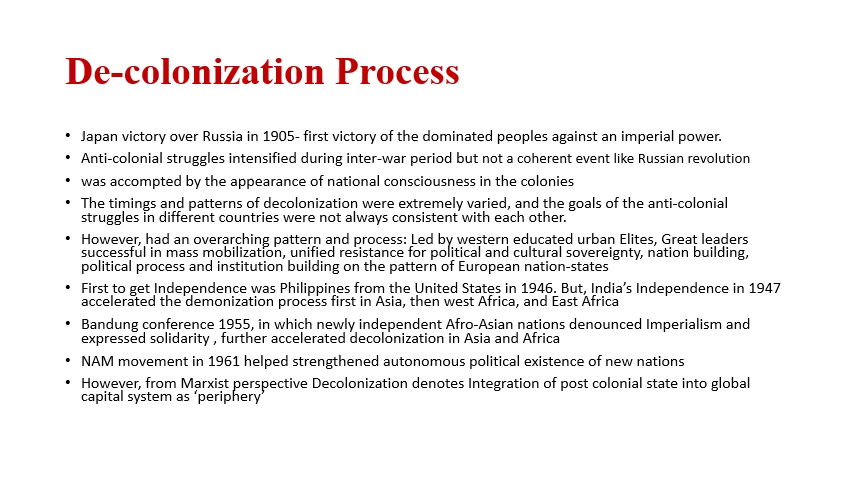 De-colonization Process
• Japan victory over Russia in 1905- first victory of the dominated peoples against an imperial power.
• Anti-colonial struggles intensified during inter-war period but not a coherent event like Russian revolution
• was accompted by the appearance of national consciousness in the colonies
• The timings and patterns of decolonization were extremely varied, and the goals of the anti-colonial
struggles in different countries were not always consistent with each other.
• However, had an overarching pattern and process: Led by western educated urban Elites, Great leaders
successful in mass mobilization, unified resistance for political and cultural sovereignty, nation building,
political process and institution building on the pattern of European nation-states
• First to get Independence was Philippines from the United States in 1946. But, India’s Independence in 1947
accelerated the demonization process first in Asia, then west Africa, and East Africa
• Bandung conference 1955, in which newly independent Afro-Asian nations denounced Imperialism and
expressed solidarity , further accelerated decolonization in Asia and Africa
• NAM movement in 1961 helped strengthened autonomous political existence of new nations
• However, from Marxist perspective Decolonization denotes Integration of post colonial state into global
capital system as ‘periphery’